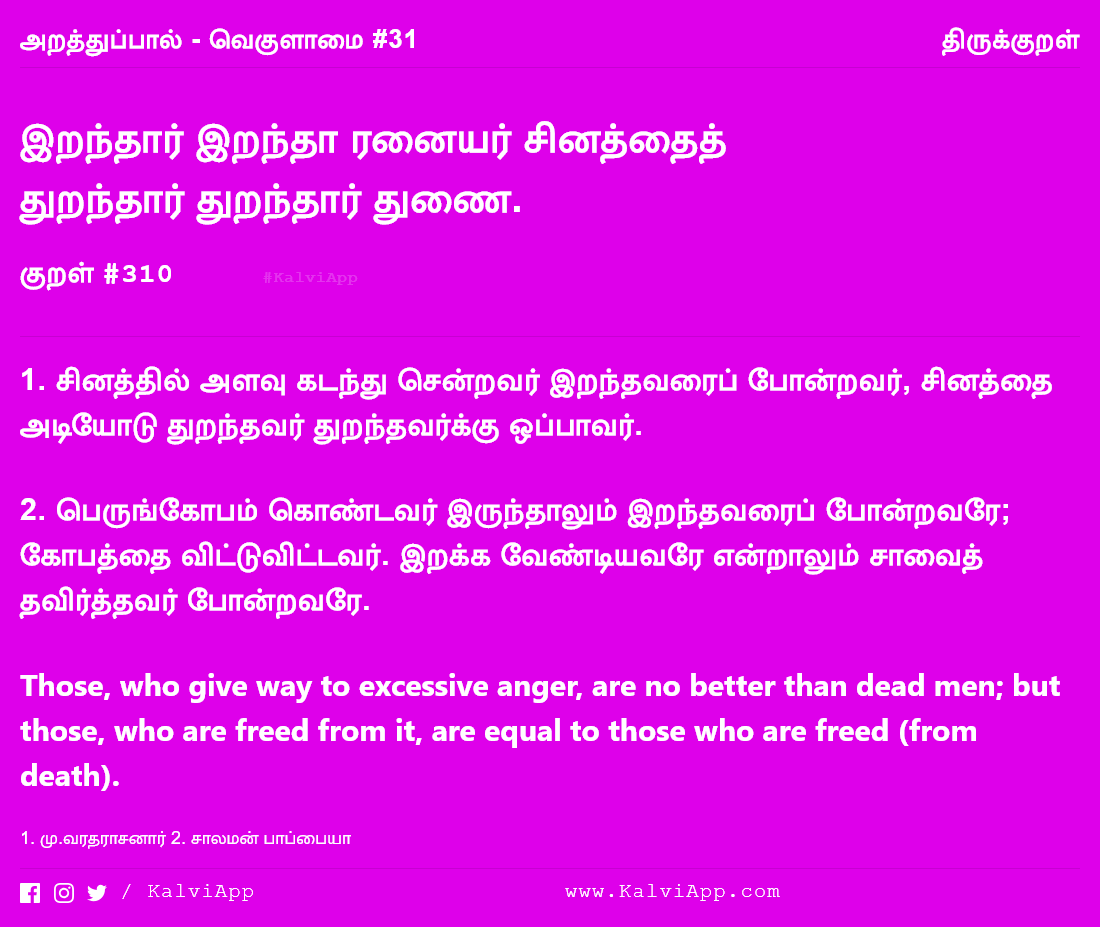 அறத்துப்பால் - வெகுளாமை #31
திருக்குறள்
இறந்தார் இறந்தா ரனையர் சினத்தைத்
துறந்தார் துறந்தார் துணை.
குறள் #310
#KalviApp
1. சினத்தில் அளவு கடந்து சென்றவர் இறந்தவரைப் போன்றவர், சினத்தை
அடியோடு துறந்தவர் துறந்தவர்க்கு ஒப்பாவர்.
2. பெருங்கோபம் கொண்டவர் இருந்தாலும் இறந்தவரைப் போன்றவரே;
கோபத்தை விட்டுவிட்டவர். இறக்க வேண்டியவரே என்றாலும் சாவைத்
தவிர்த்தவர் போன்றவரே.
Those, who give way to excessive anger, are no better than dead men; but
those, who are freed from it, are equal to those who are freed (from
death).
1. மு.வரதராசனார் 2. சாலமன் பாப்பையா
/ KalviApp
www.KalviApp.com